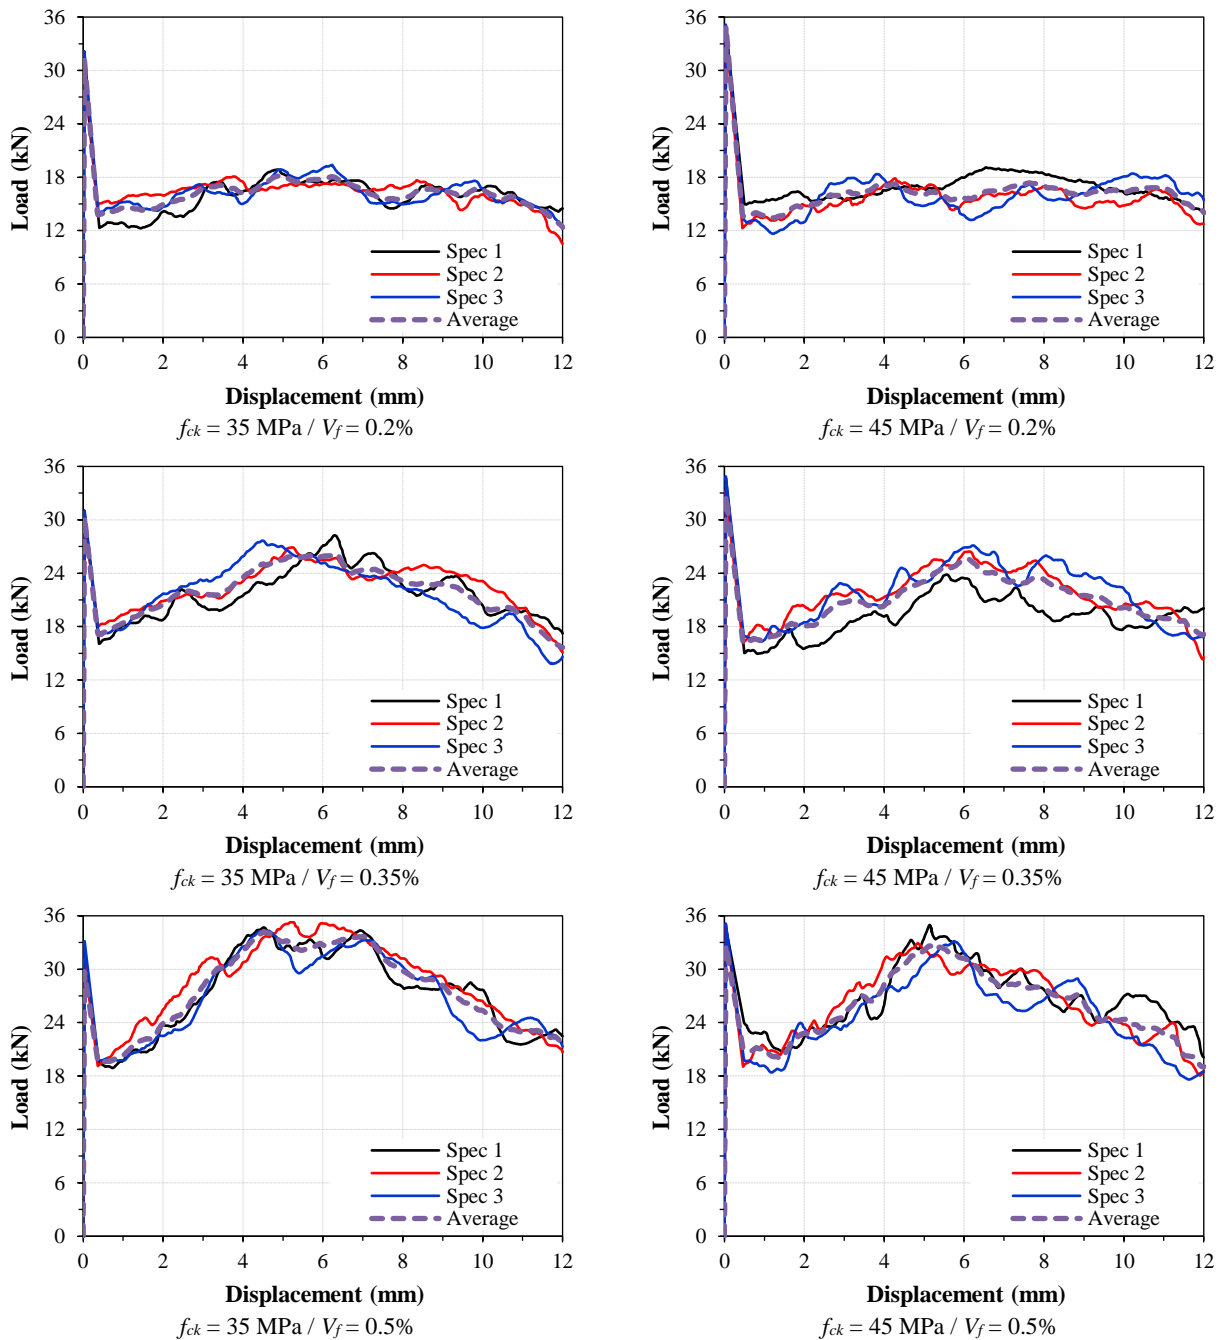 36
30
24
18
12
6
0
Load (kN)
Spec 1
Spec 2
Spec 3
Average
0 2 4 6 8 10 12
Displacement (mm)
fck = 35 MPa / Vf = 0.2%
36
30
24
18
12
6
0
Load (kN)
Spec 1
Spec 2
Spec 3
Average
0 2 4 6 8 10 12
Displacement (mm)
fck = 45 MPa / Vf = 0.2%
36
30
24
18
12
6
0
Load (kN)
Spec 1
Spec 2
Spec 3
Average
0 2 4 6 8 10 12
Displacement (mm)
fck = 35 MPa / Vf = 0.35%
36
30
24
18
12
6
0
Load (kN)
Spec 1
Spec 2
Spec 3
Average
0 2 4 6 8 10 12
Displacement (mm)
fck = 45 MPa / Vf = 0.35%
36
30
24
18
12
6
0
Load (kN)
Spec 1
Spec 2
Spec 3
Average
0 2 4 6 8 10 12
Displacement (mm)
fck = 35 MPa / Vf = 0.5%
36
30
24
18
12
6
0
Load (kN)
Spec 1
Spec 2
Spec 3
Average
0 2 4 6 8 10 12
Displacement (mm)
fck = 45 MPa / Vf = 0.5%